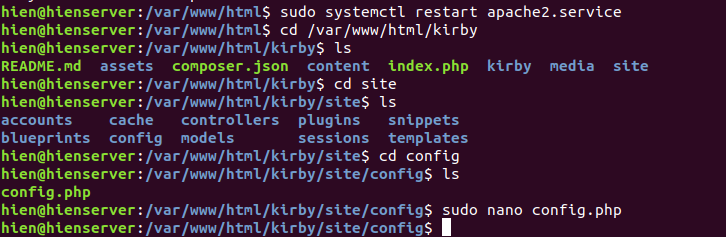 hien@hienserver:/var/www/html$ sudo systemctl restart apache2.service
hien@hienserver:/var/www/html$ cd /var/www/html/kirby
hien@hienserver:/var/www/html/kirby$ ls
README.md assets composer.json content index.php kirby media site
hien@hienserver:/var/www/html/kirby$ cd site
hien@hienserver:/var/www/html/kirby/site$ ls
accounts cache controllers plugins snippets
blueprints config models sessions templates
hien@hienserver:/var/www/html/kirby/site$ cd config
hien@hienserver:/var/www/html/kirby/site/config$ ls
config.php
hien@hienserver:/var/www/html/kirby/site/config$ sudo nano config.php
hien@hienserver:/var/www/html/kirby/site/config$